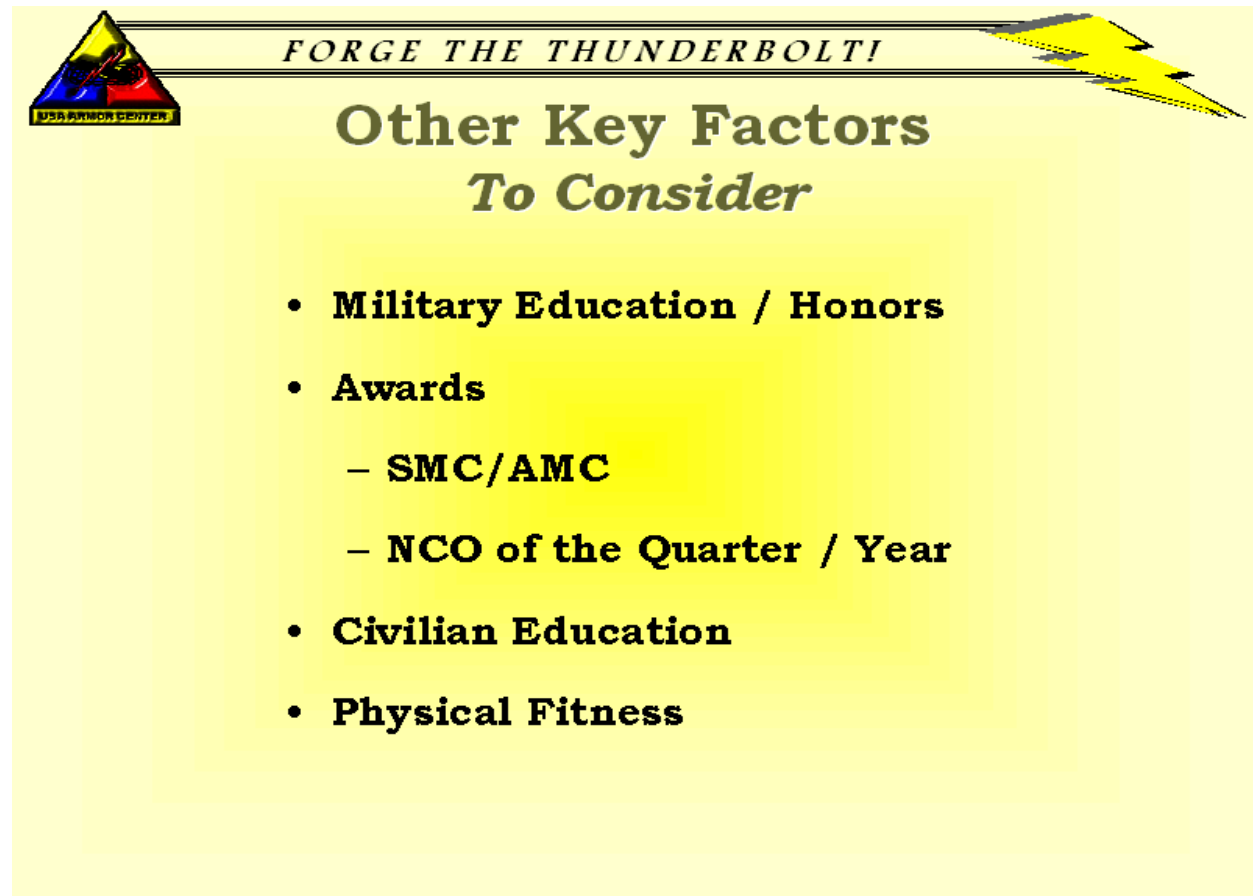 FORGE THE THUNDERBOLT!
USA ARMOR CENTER
Other Key Factors
To Consider
• Military Education / Honors
• Awards
– SMC/AMC
– NCO of the Quarter / Year
• Civilian Education
• Physical Fitness